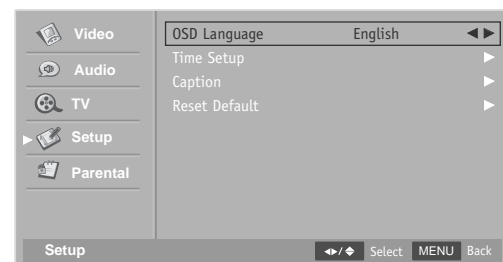 Video
Audio
TV
Setup
Parental
OSD Language English
Time Setup
Caption
Reset Default
Setup
/ Select MENU Back